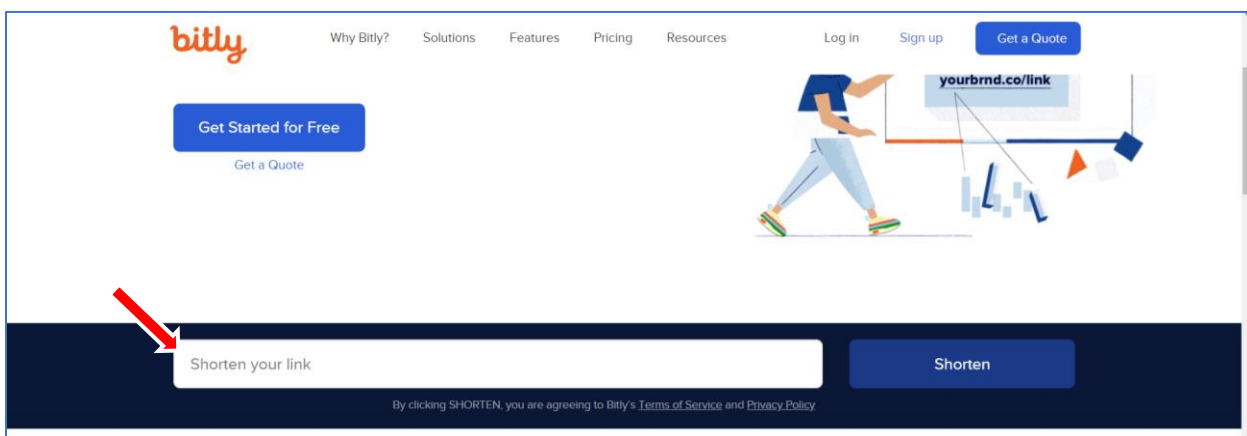 bitly Why Bitly? Solutions Features Pricing Resources Log in Sign up Get a Quote
yourbrnd.co/link
Get Started for Free
Get a Quote
Shorten your link Shorten
By clicking SHORTEN, you are agreeing to Bitly's Terms of Service and Privacy Policy